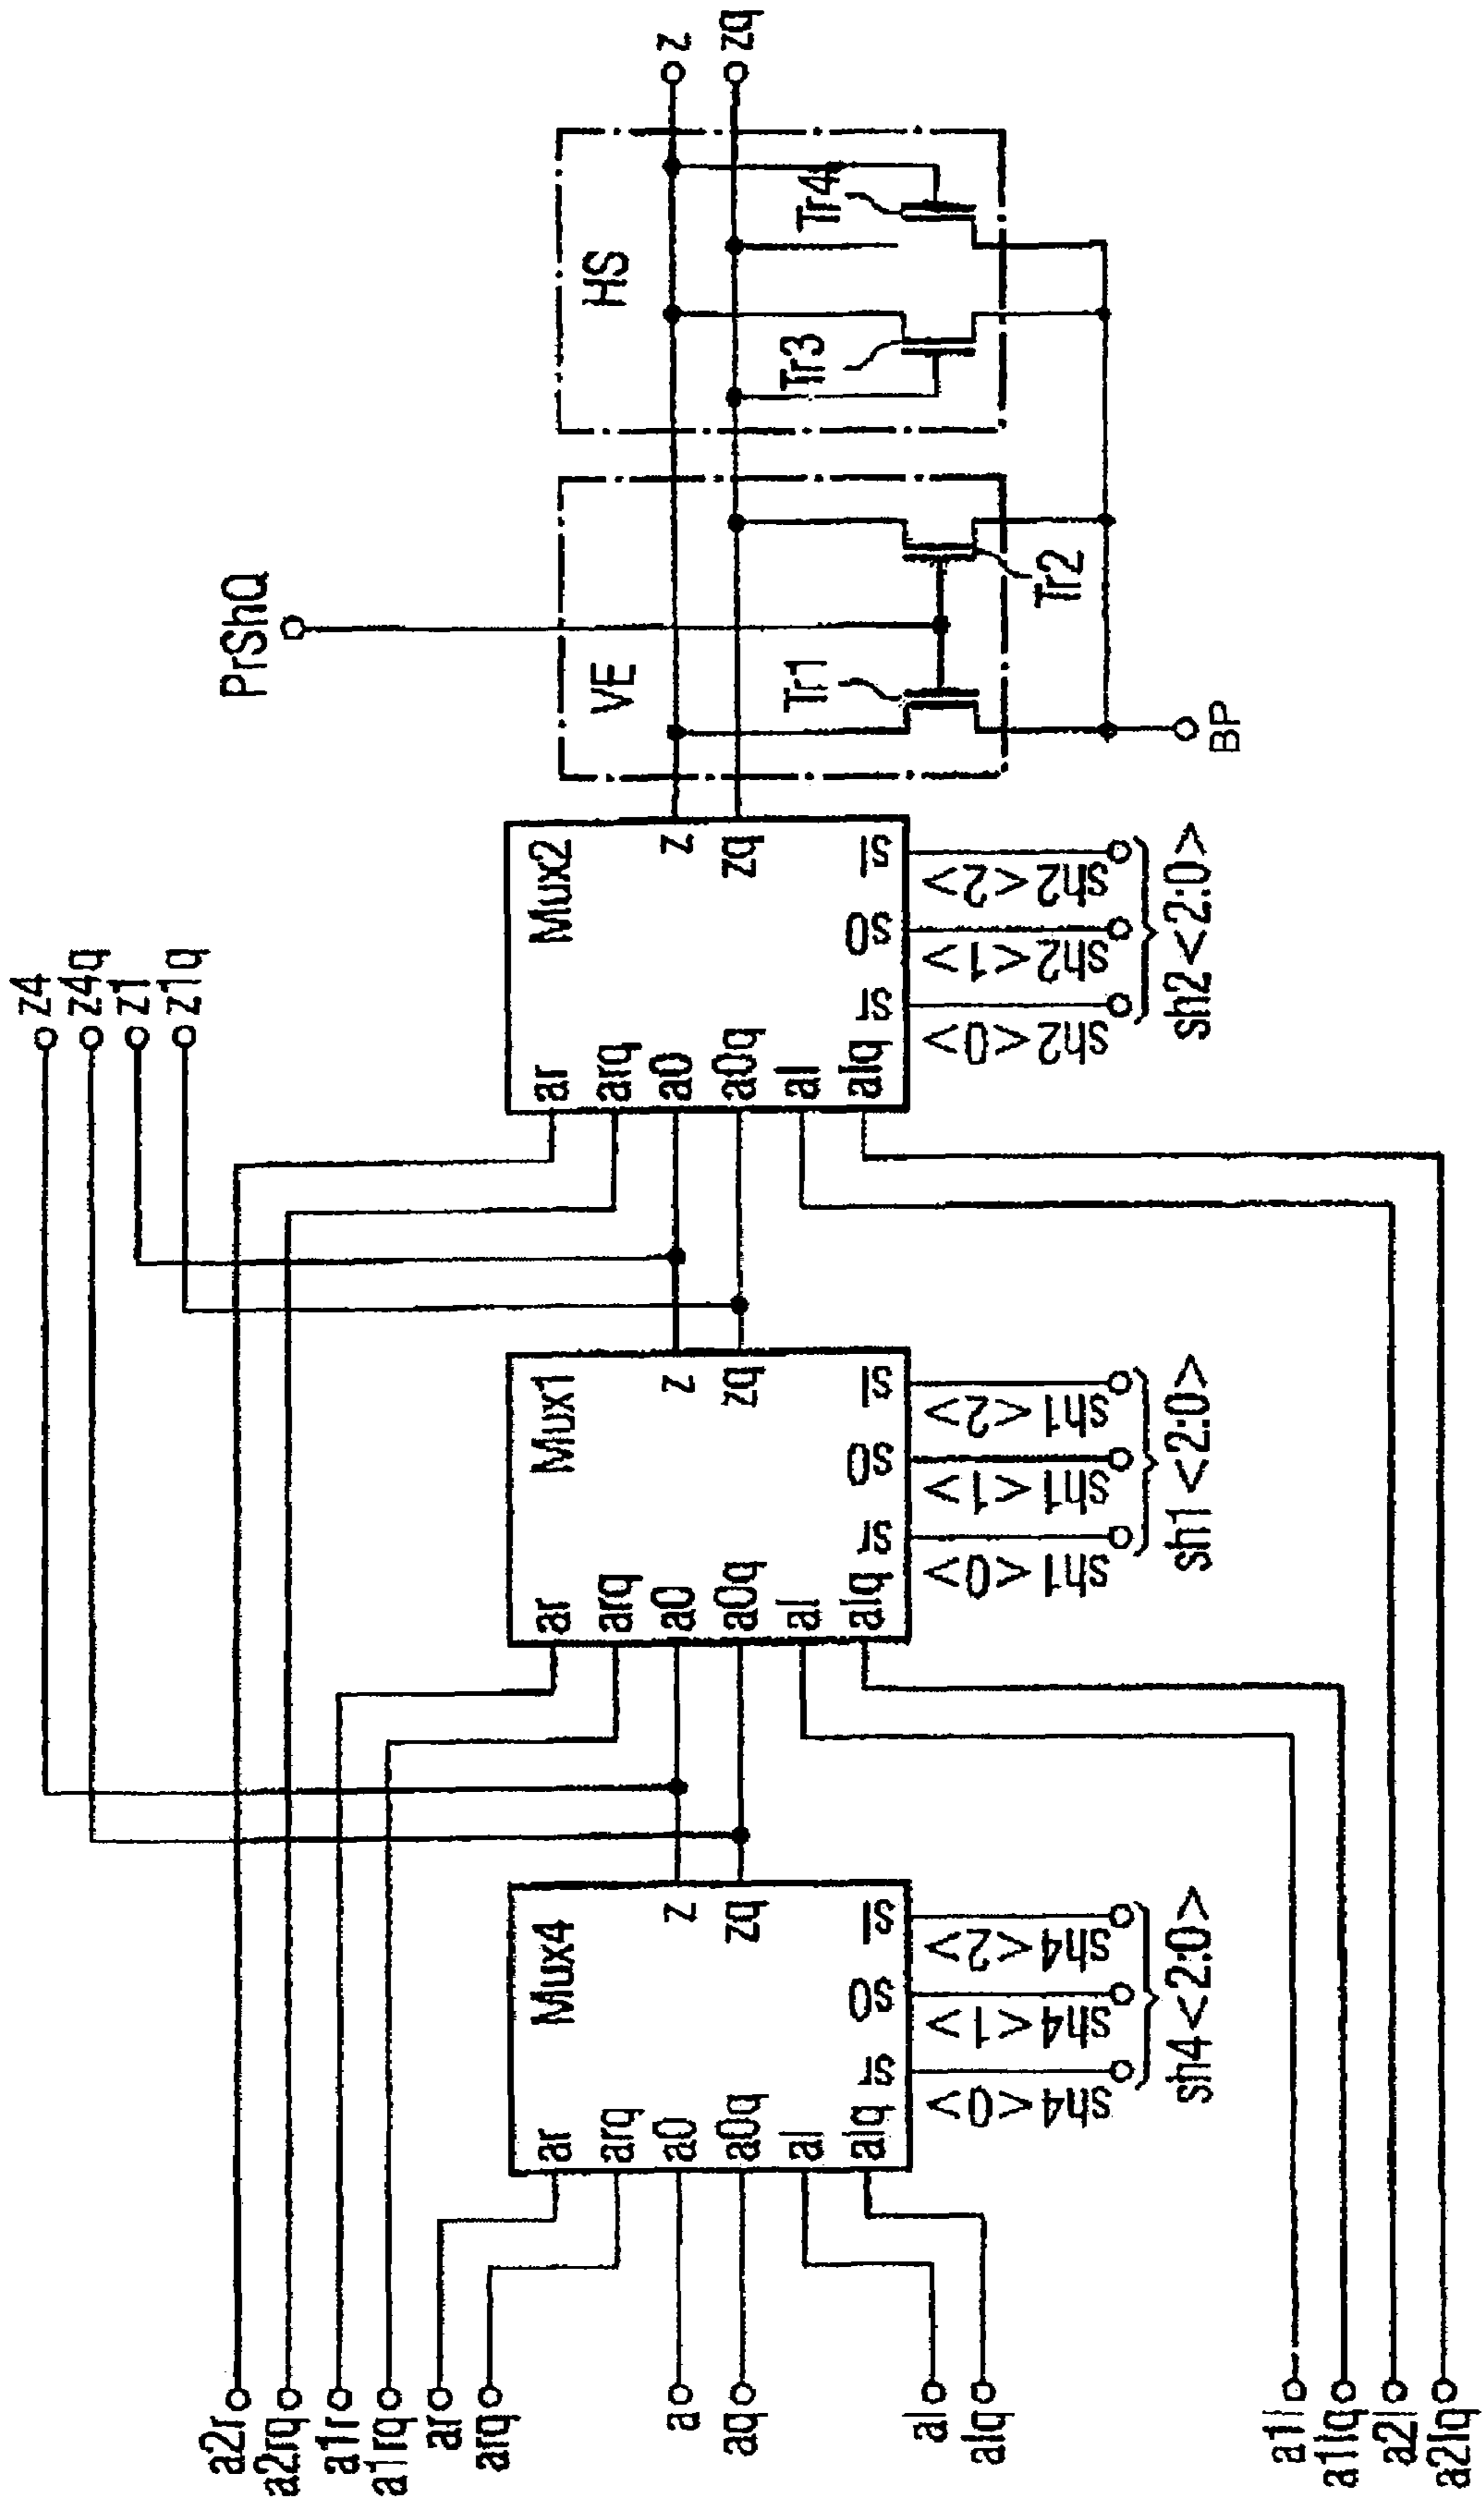 z4
z4q
z1
z1q
a2r
a2rq
a1r
a1rq
ar
arq
a
aq
al
alq
a1l
a1lq
a2l
a2lq
Mux4
ar
arq
a0
a0q
al
alq
z
zq
sr
s0
sl
sh4<0>
sh4<1>
sh4<2>
sh4<2:0>
Mux1
ar
arq
a0
a0q
al
alq
z
zq
sr
s0
sl
sh1<0>
sh1<1>
sh1<2>
sh1<2:0>
Mux2
ar
arq
a0
a0q
al
alq
z
zq
sr
s0
sl
sh2<0>
sh2<1>
sh2<2>
sh2<2:0>
PrShQ
VE
Tr1
Tr2
BP
HS
Tr3
Tr4
z
zq